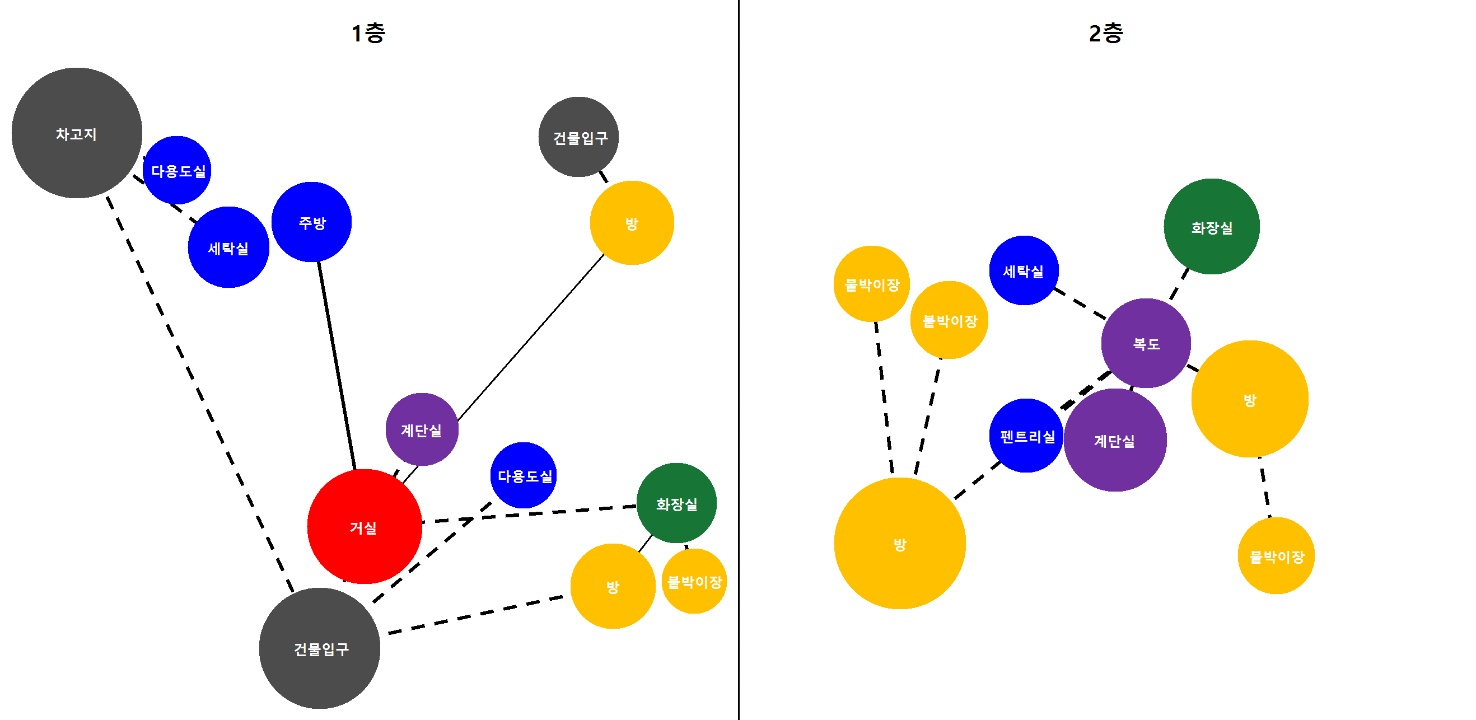 1층
차고지
건물입구
다용도실
주방
방
세탁실
계단실
다용도실
화장실
거실
방
붙박이장
건물입구
2층
화장실
세탁실
붙박이장
붙박이장
복도
방
펜트리실
계단실
방
붙박이장